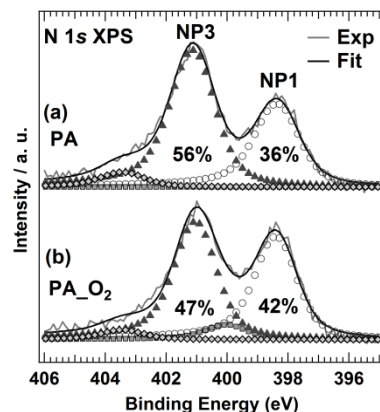 N 1s XPS
NP3
Exp
Fit
NP1
(a)
PA
56%
36%
(b)
PA_O2
47%
42%
Intensity / a. u.
406 404 402 400 398 396
Binding Energy (eV)